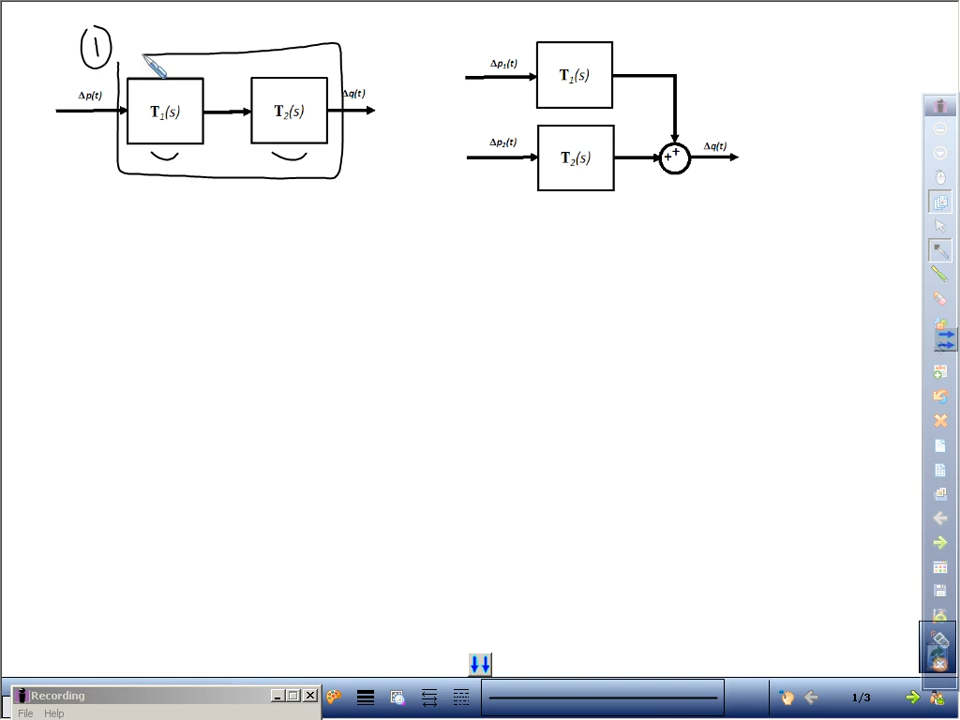 1
Δp(t)
T1(s)
T2(s)
Δq(t)
Δp1(t)
T1(s)
Δp2(t)
T2(s)
+
+
Δq(t)
Recording
File Help
1/3